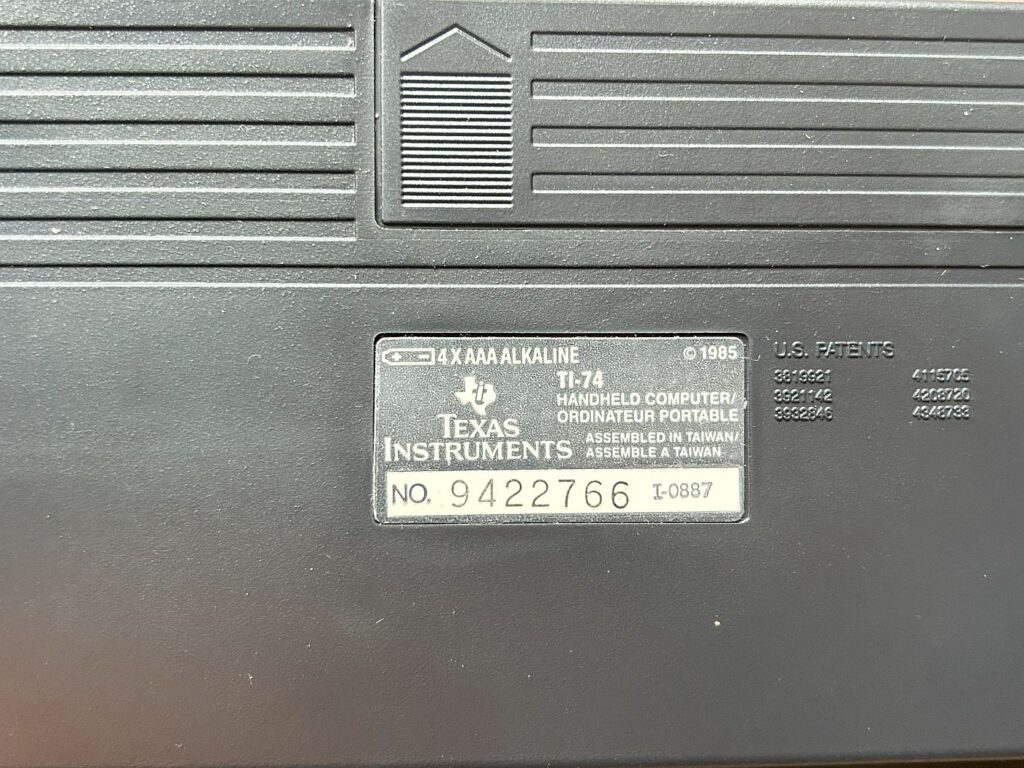 4 X AAA ALKALINE © 1985
TI-74
HANDHELD COMPUTER/
ORDINATEUR PORTABLE
TEXAS
INSTRUMENTS
ASSEMBLED IN TAIWAN/
ASSEMBLE A TAIWAN
NO. 9422766 I-0887
U.S. PATENTS
3819921 4115705
3921142 4208720
3932846 4348733